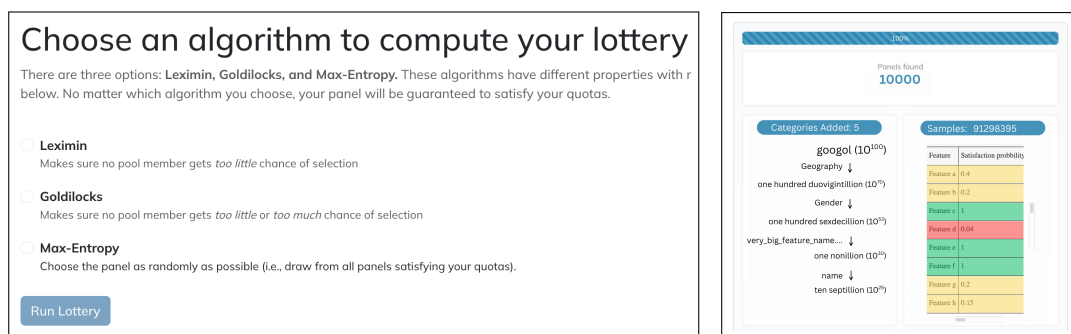 Choose an algorithm to compute your lottery
There are three options: Leximin, Goldilocks, and Max-Entropy. These algorithms have different properties with r
below. No matter which algorithm you choose, your panel will be guaranteed to satisfy your quotas.
Leximin
Makes sure no pool member gets too little chance of selection
Goldilocks
Makes sure no pool member gets too little or too much chance of selection
Max-Entropy
Choose the panel as randomly as possible (i.e., draw from all panels satisfying your quotas).
Run Lottery
100%
Panels found
10000
Categories Added: 5
googol (10¹⁰⁰)
Geography ↓
one hundred duovigintillion (10⁷⁰)
Gender ↓
one hundred sexdecillion (10⁵³)
very_big_feature_name.... ↓
one nonillion (10³⁰)
name ↓
ten septillion (10²⁵)
Samples: 91298395
Feature Satisfaction probbility
Feature a 0.4
Feature b 0.2
Feature c 1
Feature d 0.04
Feature e 1
Feature f 1
Feature g 0.2
Feature h 0.15